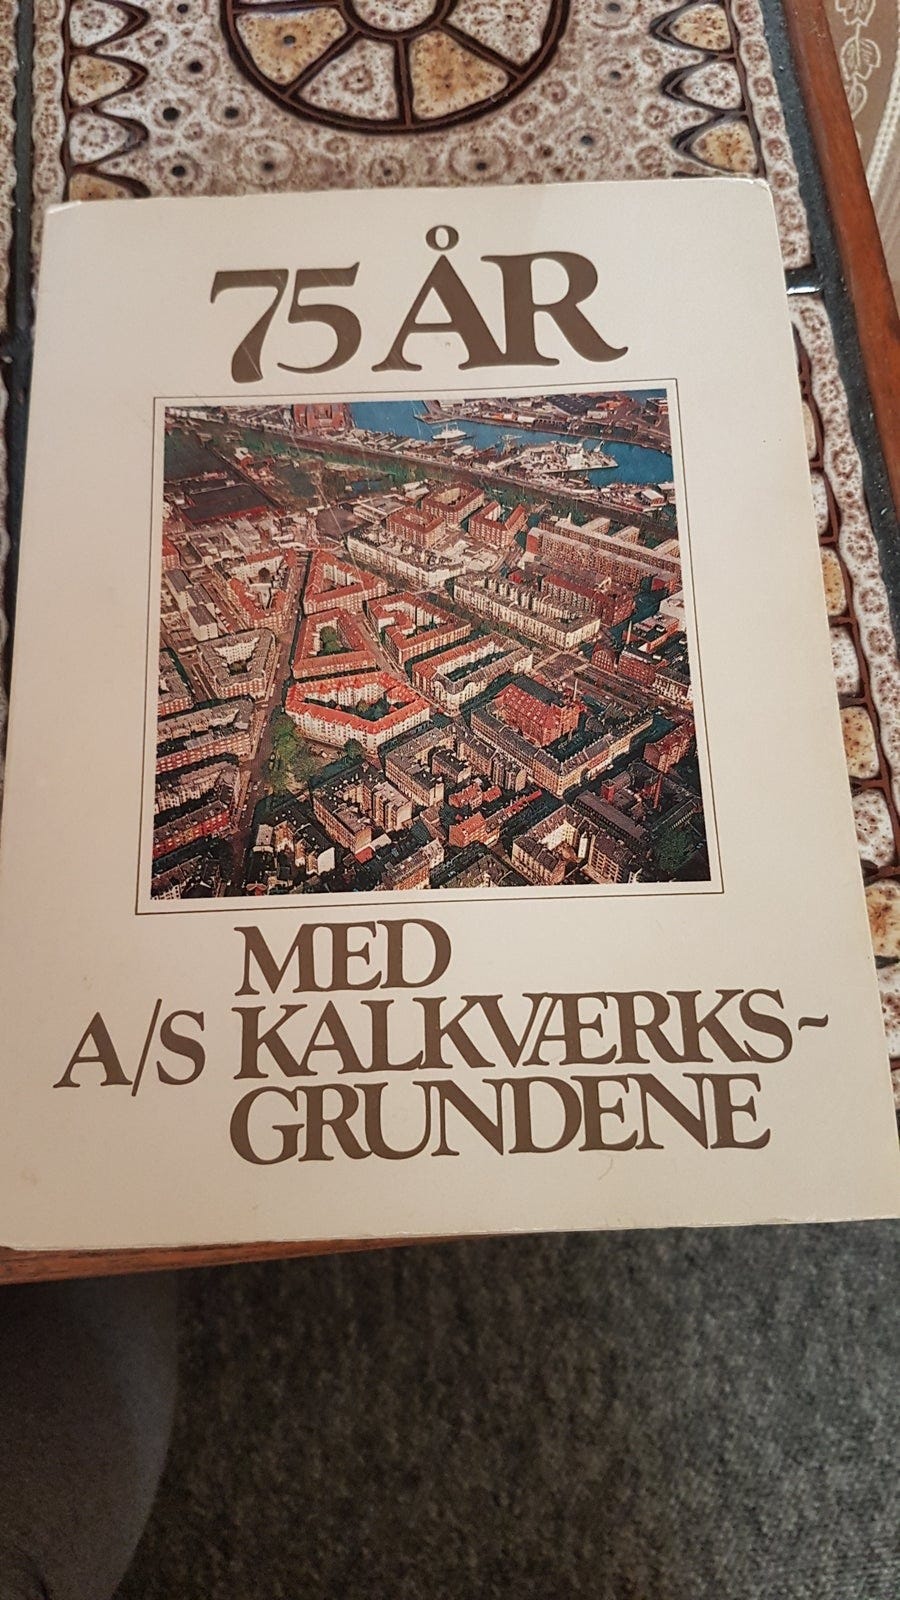 75 ÅR
MED
A/S KALKVÆRKS-
GRUNDENE